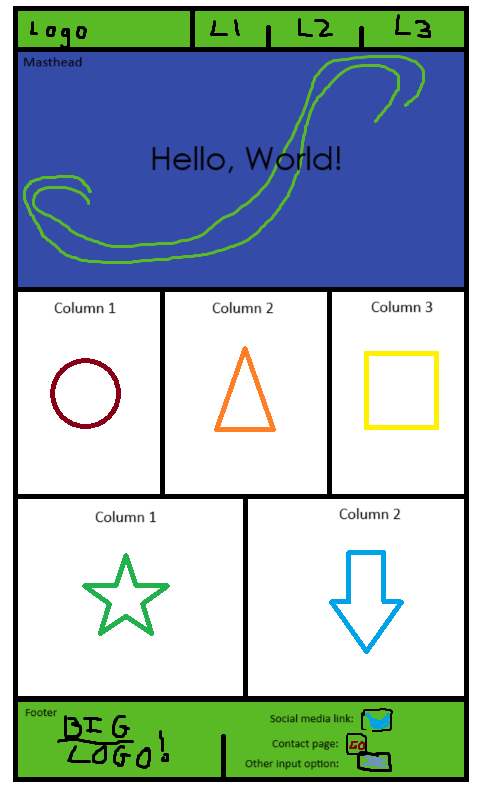 Logo L1 L2 L3
Masthead
Hello, World!
Column 1 Column 2 Column 3
Column 1 Column 2
Footer
BIG
LOGO!
Social media link:
Contact page: GO
Other input option: